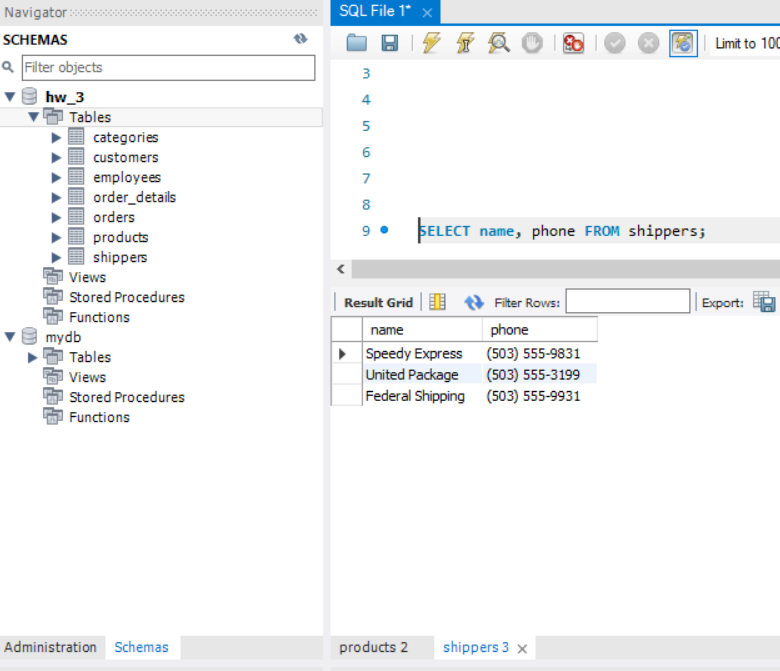 Navigator
SCHEMAS
Filter objects
hw_3
Tables
categories
customers
employees
order_details
orders
products
shippers
Views
Stored Procedures
Functions
mydb
Tables
Views
Stored Procedures
Functions
Administration Schemas
SQL File 1*
Limit to 100
3
4
5
6
7
8
9 SELECT name, phone FROM shippers;
Result Grid Filter Rows: Export:
name phone
Speedy Express (503) 555-9831
United Package (503) 555-3199
Federal Shipping (503) 555-9931
products 2 shippers 3